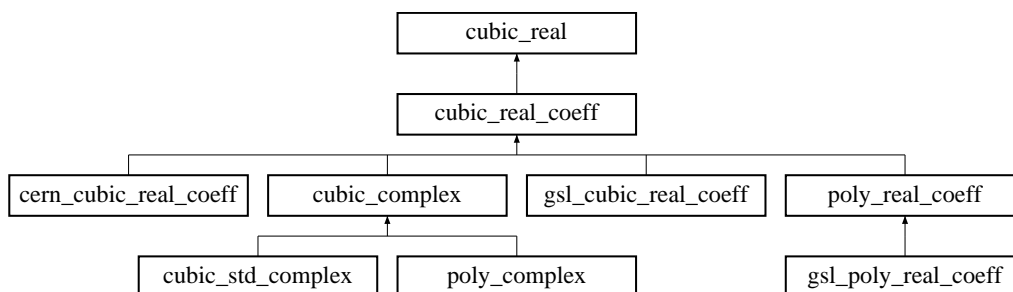 cubic_real
cubic_real_coeff
cern_cubic_real_coeff
cubic_complex
gsl_cubic_real_coeff
poly_real_coeff
cubic_std_complex
poly_complex
gsl_poly_real_coeff